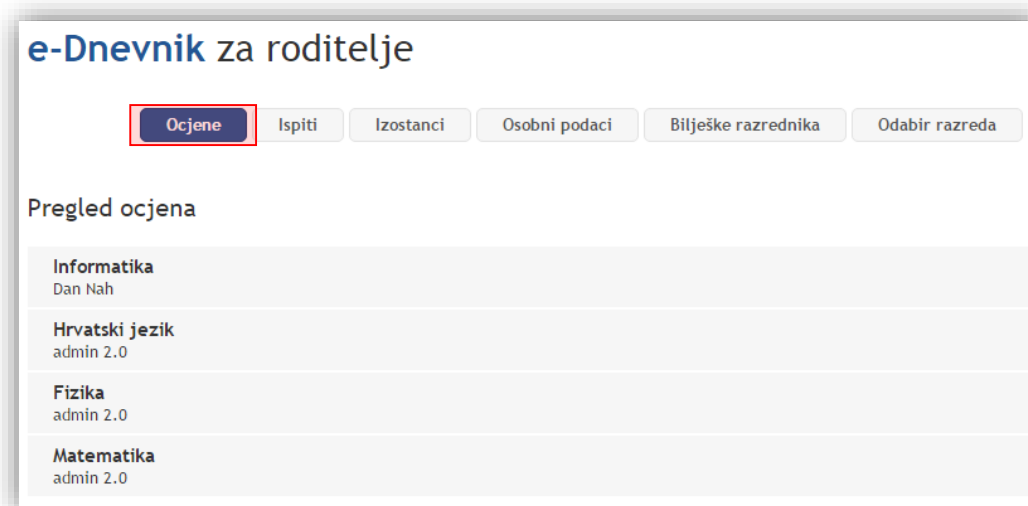 e-Dnevnik za roditelje
Ocjene Ispiti Izostanci Osobni podaci Bilješke razrednika Odabir razreda
Pregled ocjena
Informatika
Dan Nah
Hrvatski jezik
admin 2.0
Fizika
admin 2.0
Matematika
admin 2.0